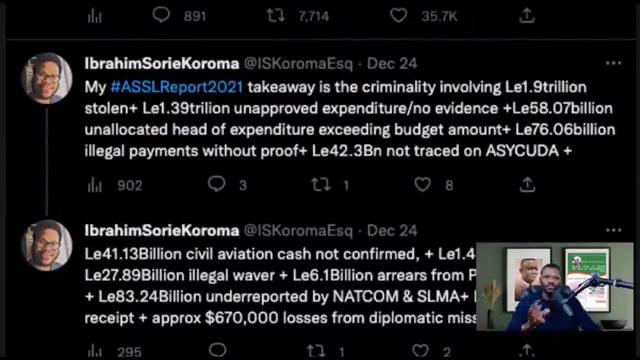 891
7,714
35.7K
IbrahimSorieKoroma @ISKoromaEsq · Dec 24
My #ASSLReport2021 takeaway is the criminality involving Le1.9trillion
stolen+ Le1.39trilion unapproved expenditure/no evidence +Le58.07billion
unallocated head of expenditure exceeding budget amount+ Le76.06billion
illegal payments without proof+ Le42.3Bn not traced on ASYCUDA +
902
3
1
8
IbrahimSorieKoroma @ISKoromaEsq · Dec 24
Le41.13Billion civil aviation cash not confirmed, + Le1.4
Le27.89Billion illegal waver + Le6.1Billion arrears from
+ Le83.24Billion underreported by NATCOM & SLMA+
receipt + approx $670,000 losses from diplomatic
295
1
2